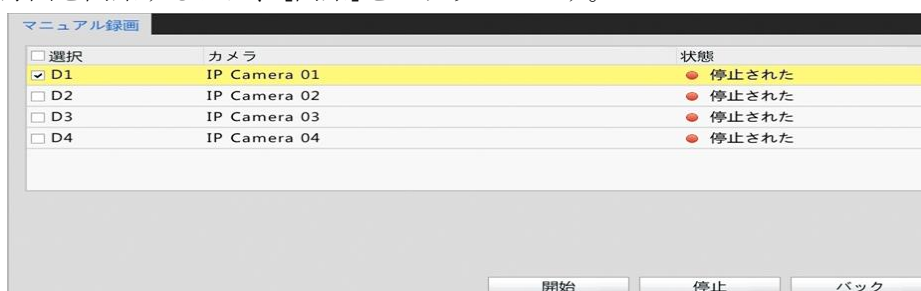 マニュアル録画
選択 カメラ 状態
D1 IP Camera 01 停止された
D2 IP Camera 02 停止された
D3 IP Camera 03 停止された
D4 IP Camera 04 停止された
開始 停止 バック